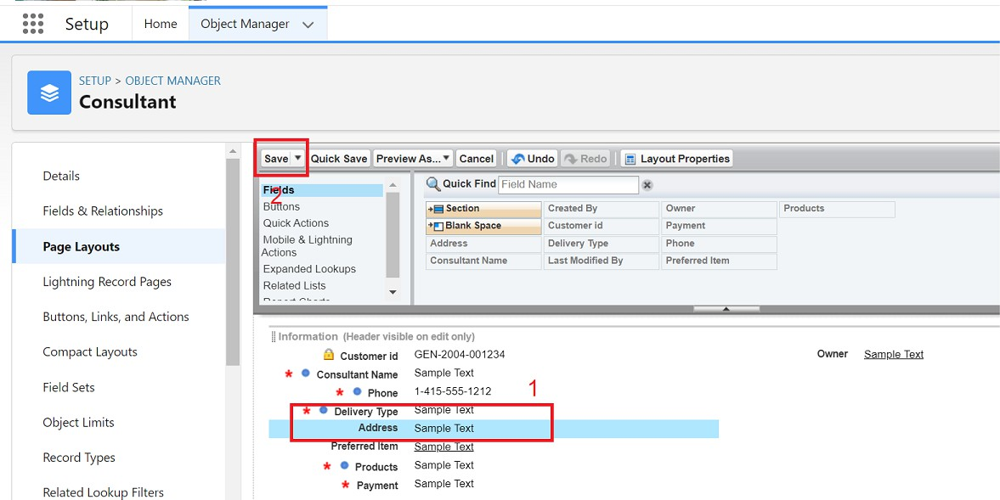 Setup Home Object Manager
SETUP > OBJECT MANAGER
Consultant
Details
Fields & Relationships
Page Layouts
Lightning Record Pages
Buttons, Links, and Actions
Compact Layouts
Field Sets
Object Limits
Record Types
Related Lookup Filters
Save Quick Save Preview As... Cancel Undo Redo Layout Properties
Fields
2
Buttons
Quick Actions
Mobile & Lightning
Actions
Expanded Lookups
Related Lists
Report Charts
Quick Find Field Name
Section Created By Owner Products
Blank Space Customer id Payment
Address Delivery Type Phone
Consultant Name Last Modified By Preferred Item
Information (Header visible on edit only)
Customer id GEN-2004-001234 Owner Sample Text
* Consultant Name Sample Text
* Phone 1-415-555-1212
1
* Delivery Type Sample Text
Address Sample Text
Preferred Item Sample Text
* Products Sample Text
* Payment Sample Text